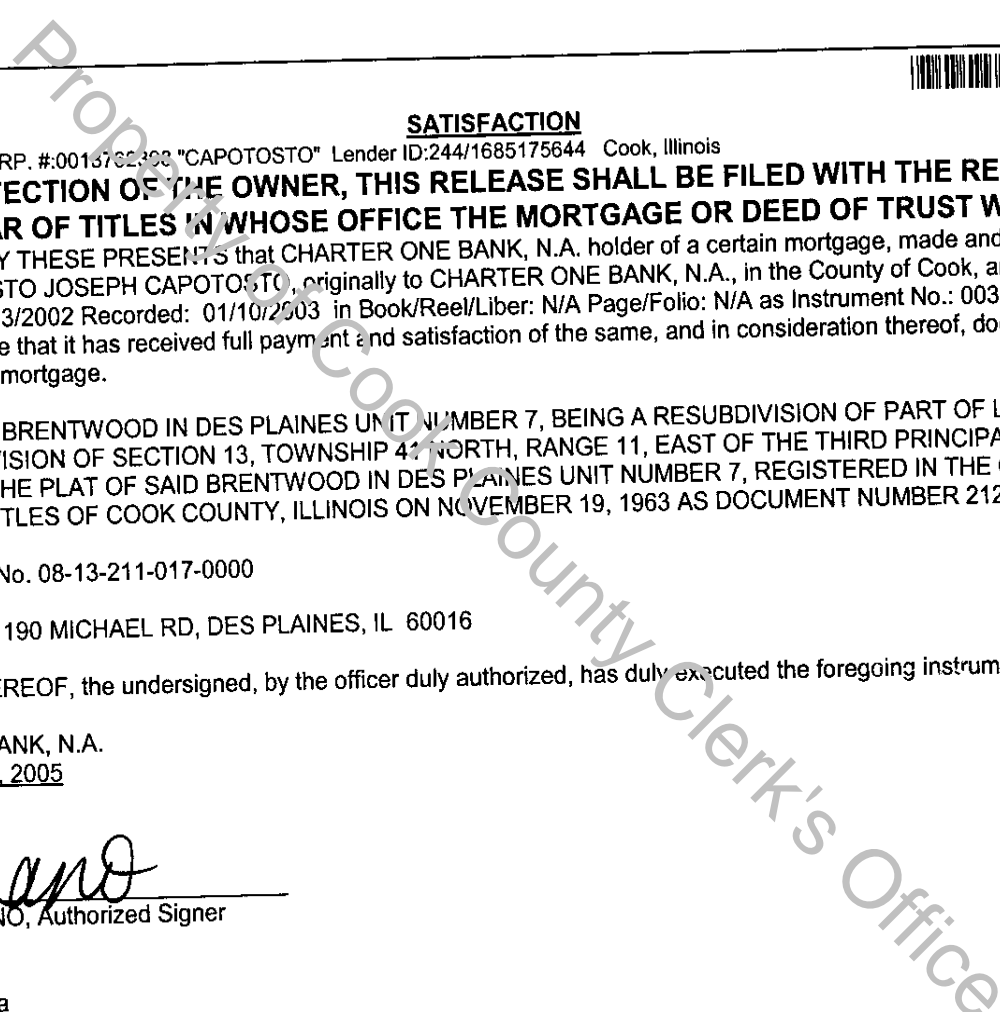 SATISFACTION
RP. #:0013762393 "CAPOTOSTO" Lender ID:244/1685175644 Cook, Illinois
ECTION OF THE OWNER, THIS RELEASE SHALL BE FILED WITH THE RE
R OF TITLES IN WHOSE OFFICE THE MORTGAGE OR DEED OF TRUST W
Y THESE PRESENTS that CHARTER ONE BANK, N.A. holder of a certain mortgage, made and
STO JOSEPH CAPOTOSTO, originally to CHARTER ONE BANK, N.A., in the County of Cook, a
3/2002 Recorded: 01/10/2003 in Book/Reel/Liber: N/A Page/Folio: N/A as Instrument No.: 003
e that it has received full payment and satisfaction of the same, and in consideration thereof, do
mortgage.
BRENTWOOD IN DES PLAINES UNIT NUMBER 7, BEING A RESUBDIVISION OF PART OF L
ISION OF SECTION 13, TOWNSHIP 41 NORTH, RANGE 11, EAST OF THE THIRD PRINCIPA
HE PLAT OF SAID BRENTWOOD IN DES PLAINES UNIT NUMBER 7, REGISTERED IN THE
TLES OF COOK COUNTY, ILLINOIS ON NOVEMBER 19, 1963 AS DOCUMENT NUMBER 212
No. 08-13-211-017-0000
190 MICHAEL RD, DES PLAINES, IL 60016
EREOF, the undersigned, by the officer duly authorized, has duly executed the foregoing instrum
ANK, N.A.
, 2005
ano
NO, Authorized Signer
a
Property of Cook County Clerk's Office